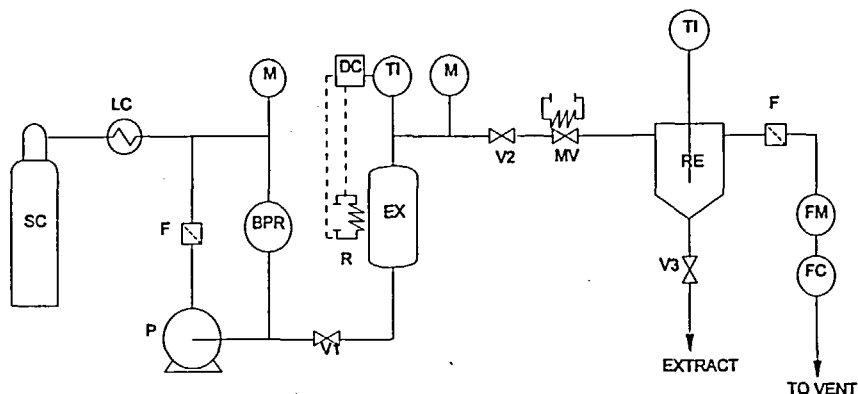 TI
M
DC
TI
M
LC
F
V2
MV
RE
SC
F
BPR
EX
FM
R
V3
FC
P
V1
EXTRACT
TO VENT